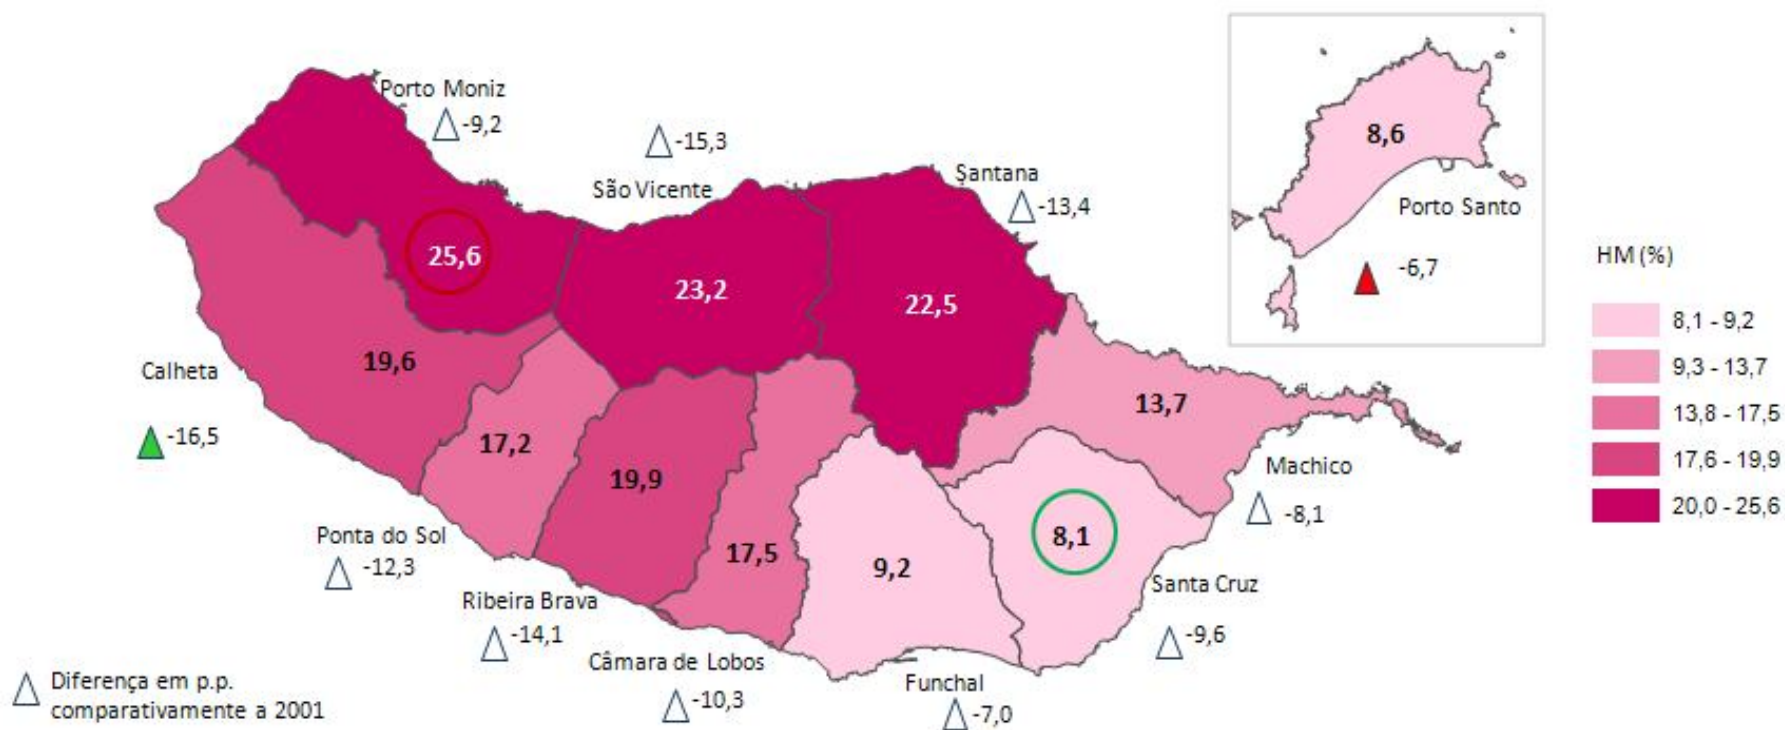 Porto Moniz
-9,2
-15,3
São Vicente
Santana
-13,4
25,6
23,2
22,5
8,6
Porto Santo
-6,7
Calheta
-16,5
19,6
17,2
19,9
17,5
9,2
8,1
13,7
Machico
-8,1
Ponta do Sol
-12,3
Ribeira Brava
-14,1
Câmara de Lobos
-10,3
Funchal
-7,0
Santa Cruz
-9,6
HM (%)
8,1 - 9,2
9,3 - 13,7
13,8 - 17,5
17,6 - 19,9
20,0 - 25,6
Diferença em p.p.
comparativamente a 2001